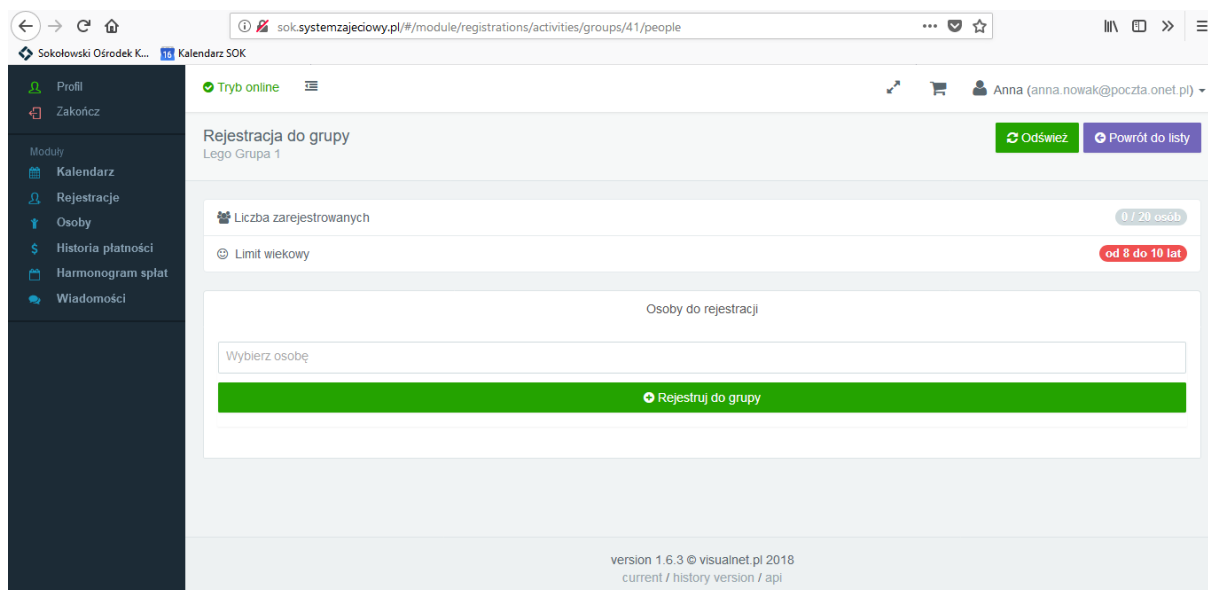 sok.systemzajeciowy.pl/#/module/registrations/activities/groups/41/people
Sokołowski Ośrodek K... 16 Kalendarz SOK
Profil
Zakończ
Moduły
Kalendarz
Rejestracje
Osoby
Historia płatności
Harmonogram spłat
Wiadomości
Tryb online
Anna (anna.nowak@poczta.onet.pl)
Rejestracja do grupy
Lego Grupa 1
Odśwież Powrót do listy
Liczba zarejestrowanych 0 / 20 osób
Limit wiekowy od 8 do 10 lat
Osoby do rejestracji
Wybierz osobę
Rejestruj do grupy
version 1.6.3 © visualnet.pl 2018
current / history version / api